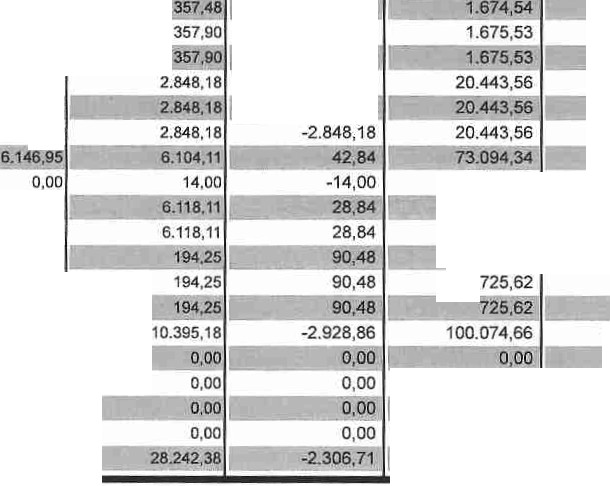 357,48 1.674,54
357,90 1.675,53
357,90 1.675,53
2.848,18 20.443,56
2.848,18 20.443,56
2.848,18 -2.848,18 20.443,56
6.146,95 6.104,11 42,84 73.094,34
0,00 14,00 -14,00
6.118,11 28,84
6.118,11 28,84
194,25 90,48
194,25 90,48 725,62
194,25 90,48 725,62
10.395,18 -2.928,86 100.074,66
0,00 0,00 0,00
0,00 0,00
0,00 0,00
0,00 0,00
28.242,38 -2.306,71